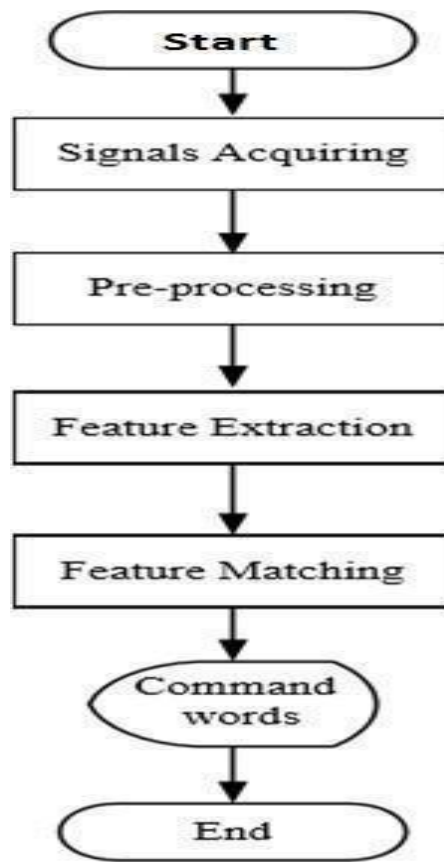 Start
Signals Acquiring
Pre-processing
Feature Extraction
Feature Matching
Command
words
End